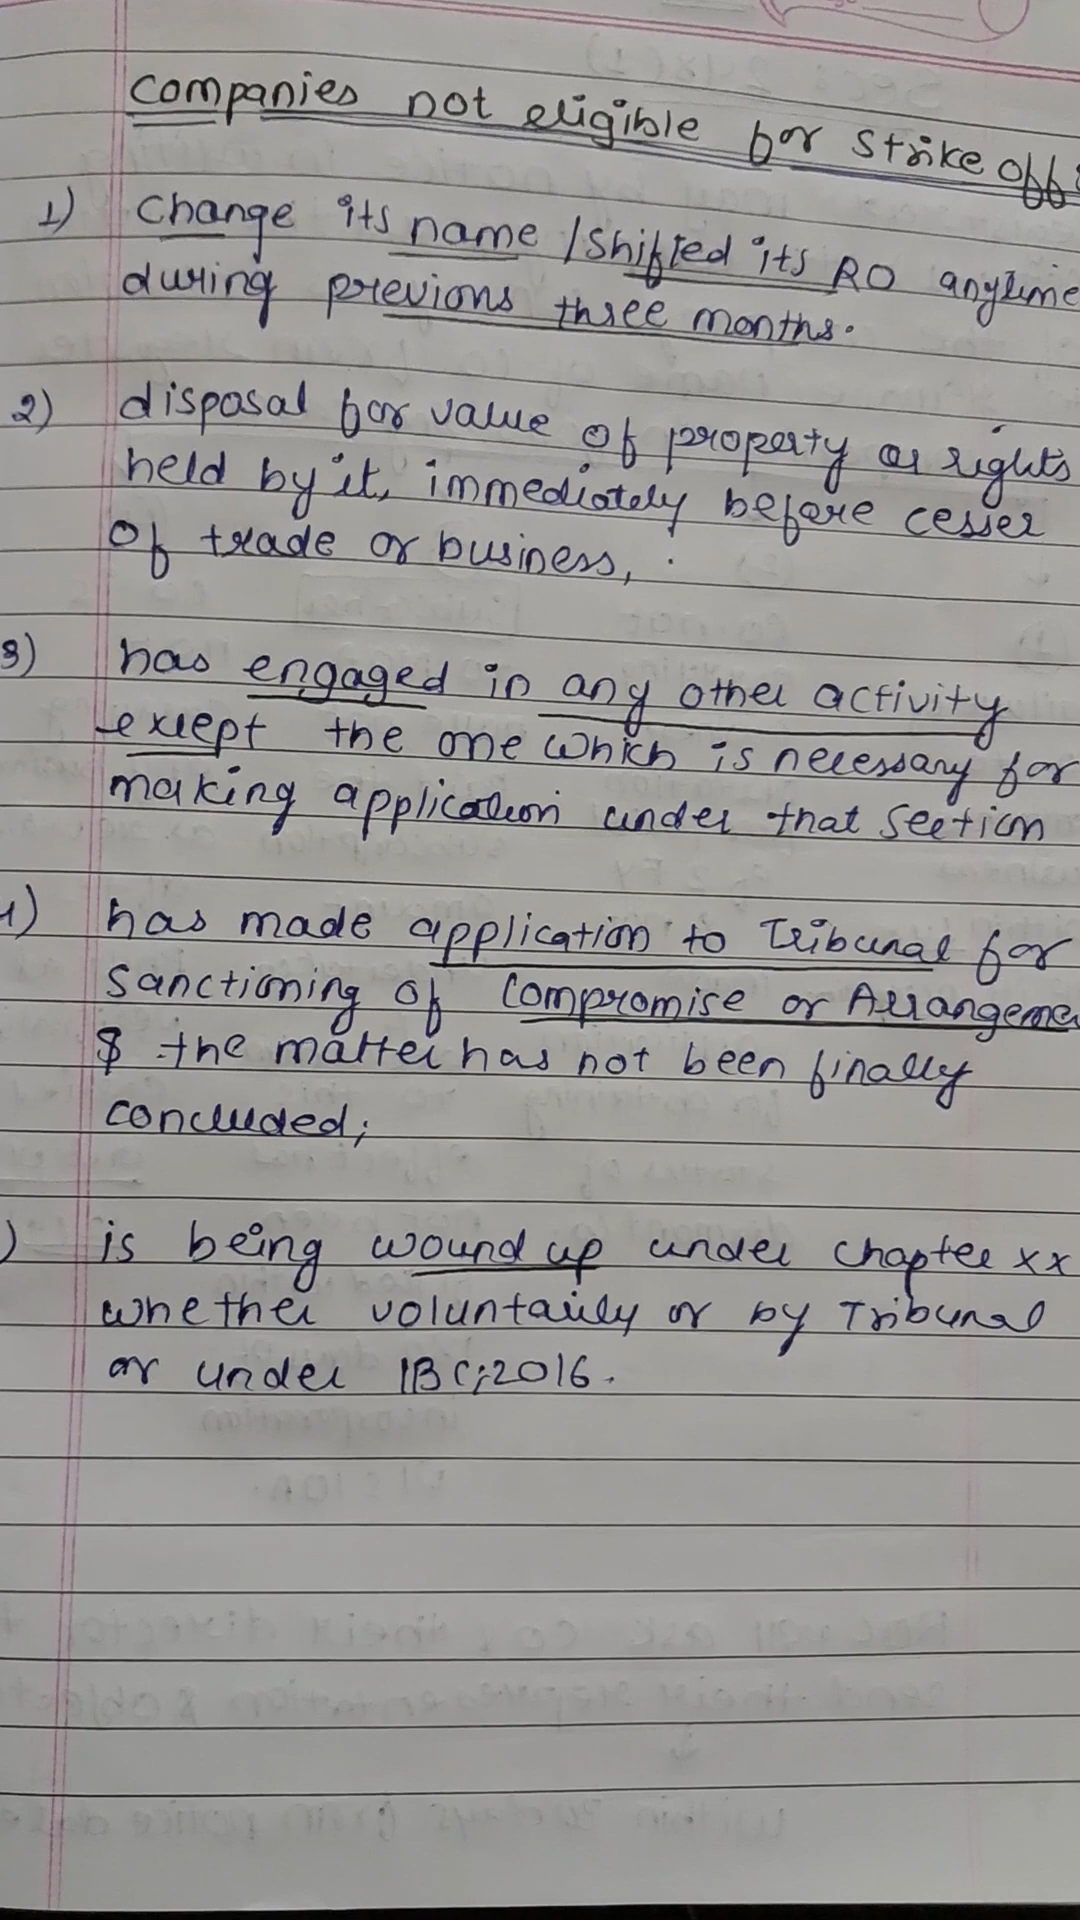 Companies not eligible for strike off:
1) Change its name / shifted its RO anytime
during previous three months.
2) disposal for value of property or rights
held by it, immediately before cesser
of trade or business,
3) has engaged in any other activity
except the one which is necessary for
making application under that section
4) has made application to Tribunal for
sanctioning of compromise or Arrangeme
& the matter has not been finally
concluded;
) is being wound up under chapter xx
whether voluntarily or by Tribunal
or under IBC,2016.